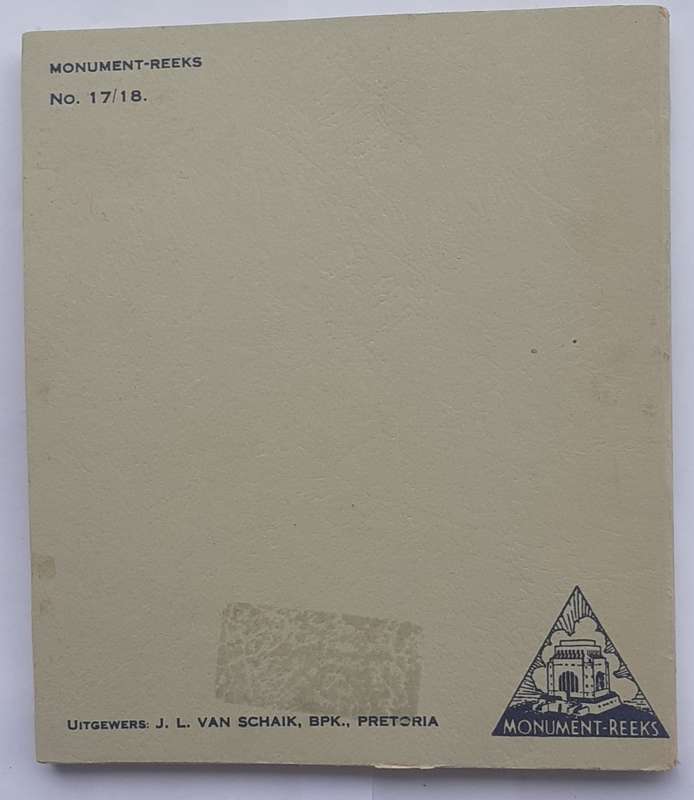 MONUMENT-REEKS
No. 17/18.
UITGEWERS: J. L. VAN SCHAIK, BPK., PRETORIA
MONUMENT-REEKS